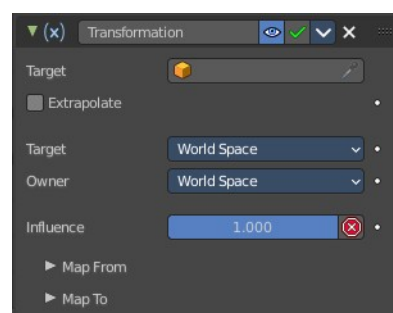 (x) Transformation
Target
Extrapolate
Target World Space
Owner World Space
Influence 1.000
Map From
Map To